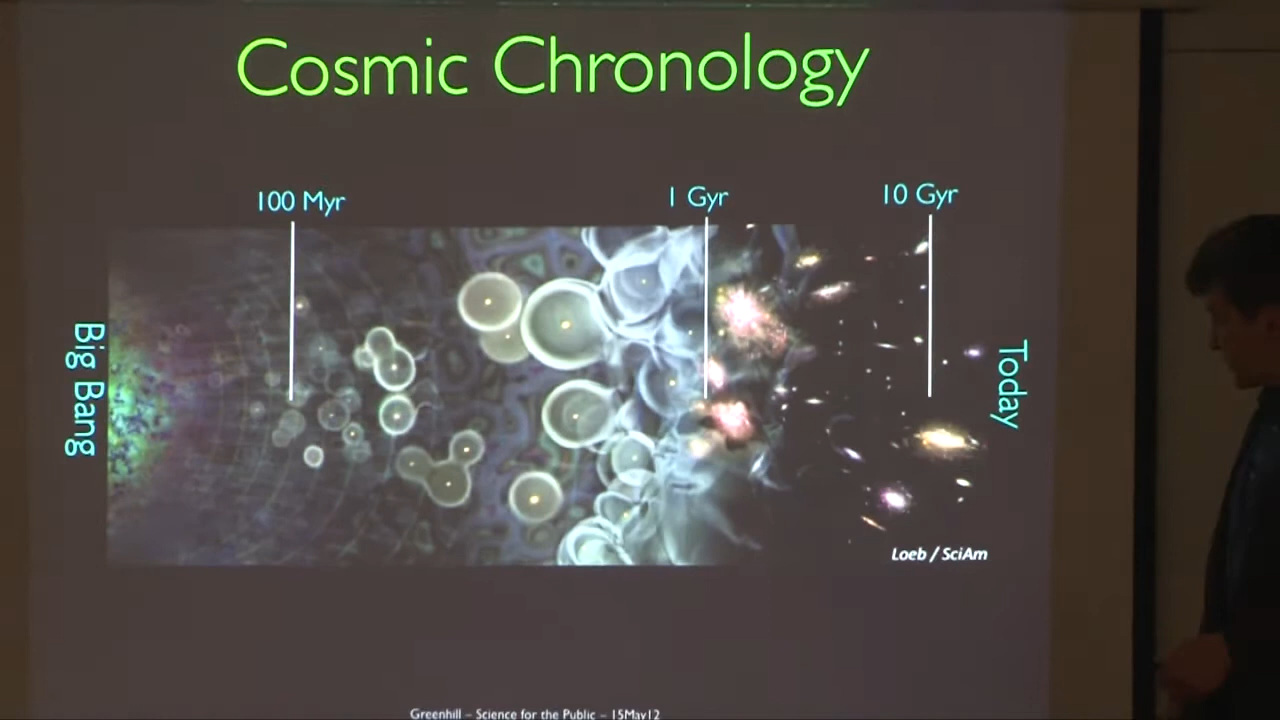 Cosmic Chronology
100 Myr
1 Gyr
10 Gyr
Big Bang
Today
Loeb / SciAm
Greenhill – Science for the Public – 15May12